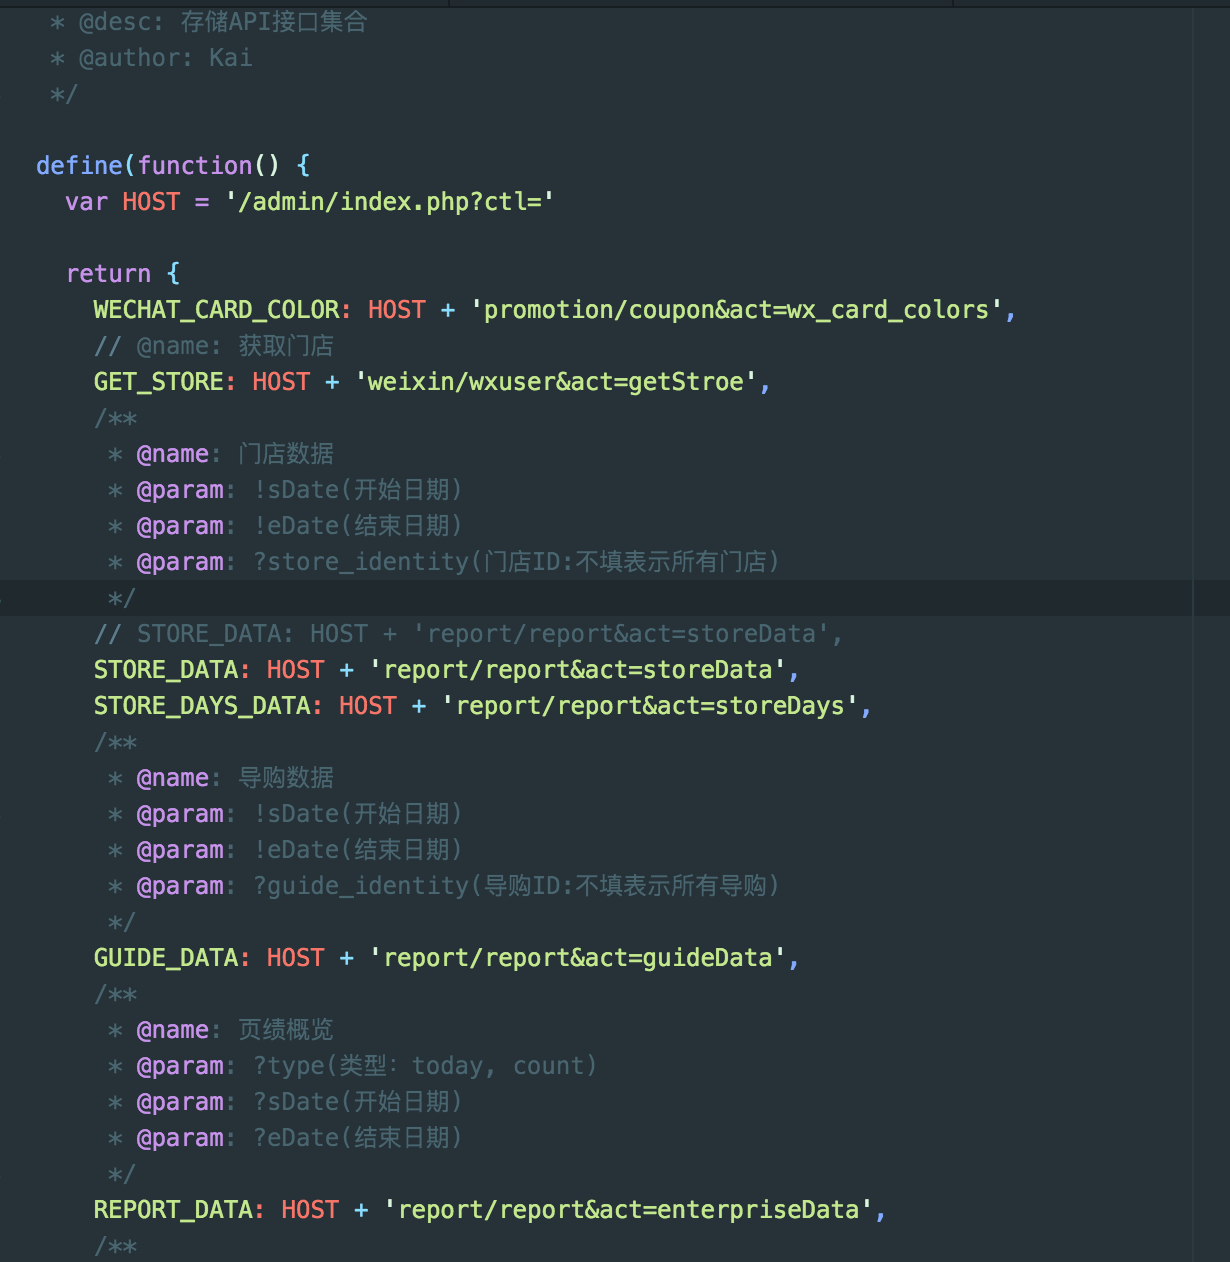 * @desc: 存储API接口集合
* @author: Kai
*/
define(function() {
var HOST = '/admin/index.php?ctl='
return {
WECHAT_CARD_COLOR: HOST + 'promotion/coupon&act=wx_card_colors',
// @name: 获取门店
GET_STORE: HOST + 'weixin/wxuser&act=getStroe',
/**
* @name: 门店数据
* @param: !sDate(开始日期)
* @param: !eDate(结束日期)
* @param: ?store_identity(门店ID:不填表示所有门店)
*/
// STORE_DATA: HOST + 'report/report&act=storeData',
STORE_DATA: HOST + 'report/report&act=storeData',
STORE_DAYS_DATA: HOST + 'report/report&act=storeDays',
/**
* @name: 导购数据
* @param: !sDate(开始日期)
* @param: !eDate(结束日期)
* @param: ?guide_identity(导购ID:不填表示所有导购)
*/
GUIDE_DATA: HOST + 'report/report&act=guideData',
/**
* @name: 页绩概览
* @param: ?type(类型: today, count)
* @param: ?sDate(开始日期)
* @param: ?eDate(结束日期)
*/
REPORT_DATA: HOST + 'report/report&act=enterpriseData',
/**